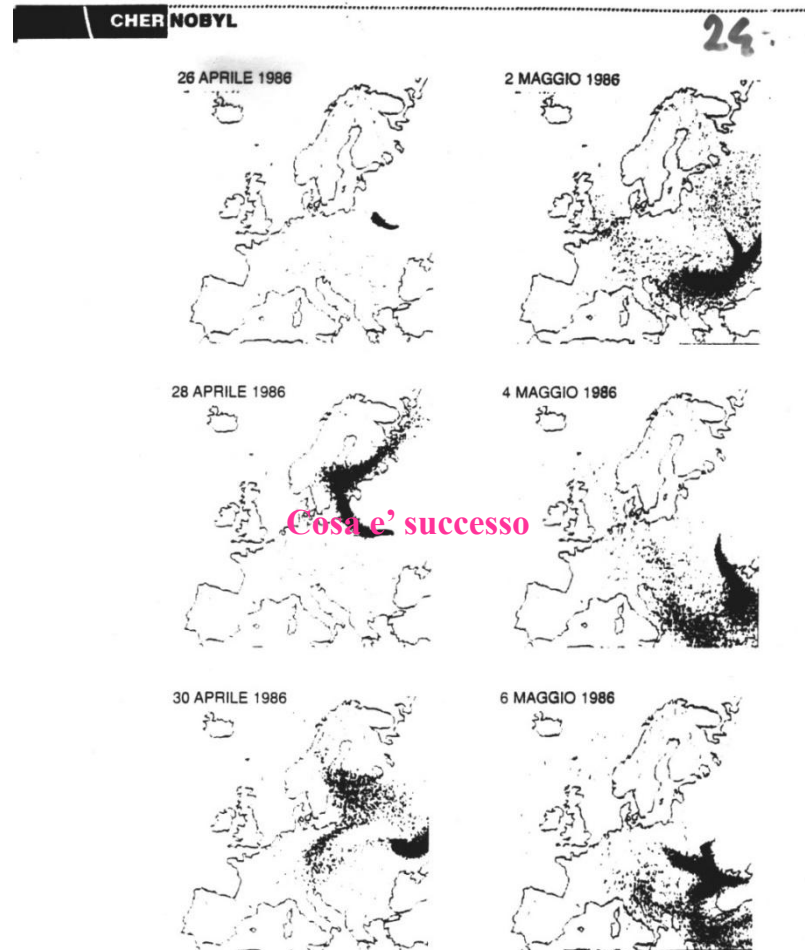 CHERNOBYL
24.
26 APRILE 1986
2 MAGGIO 1986
28 APRILE 1986
4 MAGGIO 1986
Cosa e’ successo
30 APRILE 1986
6 MAGGIO 1986